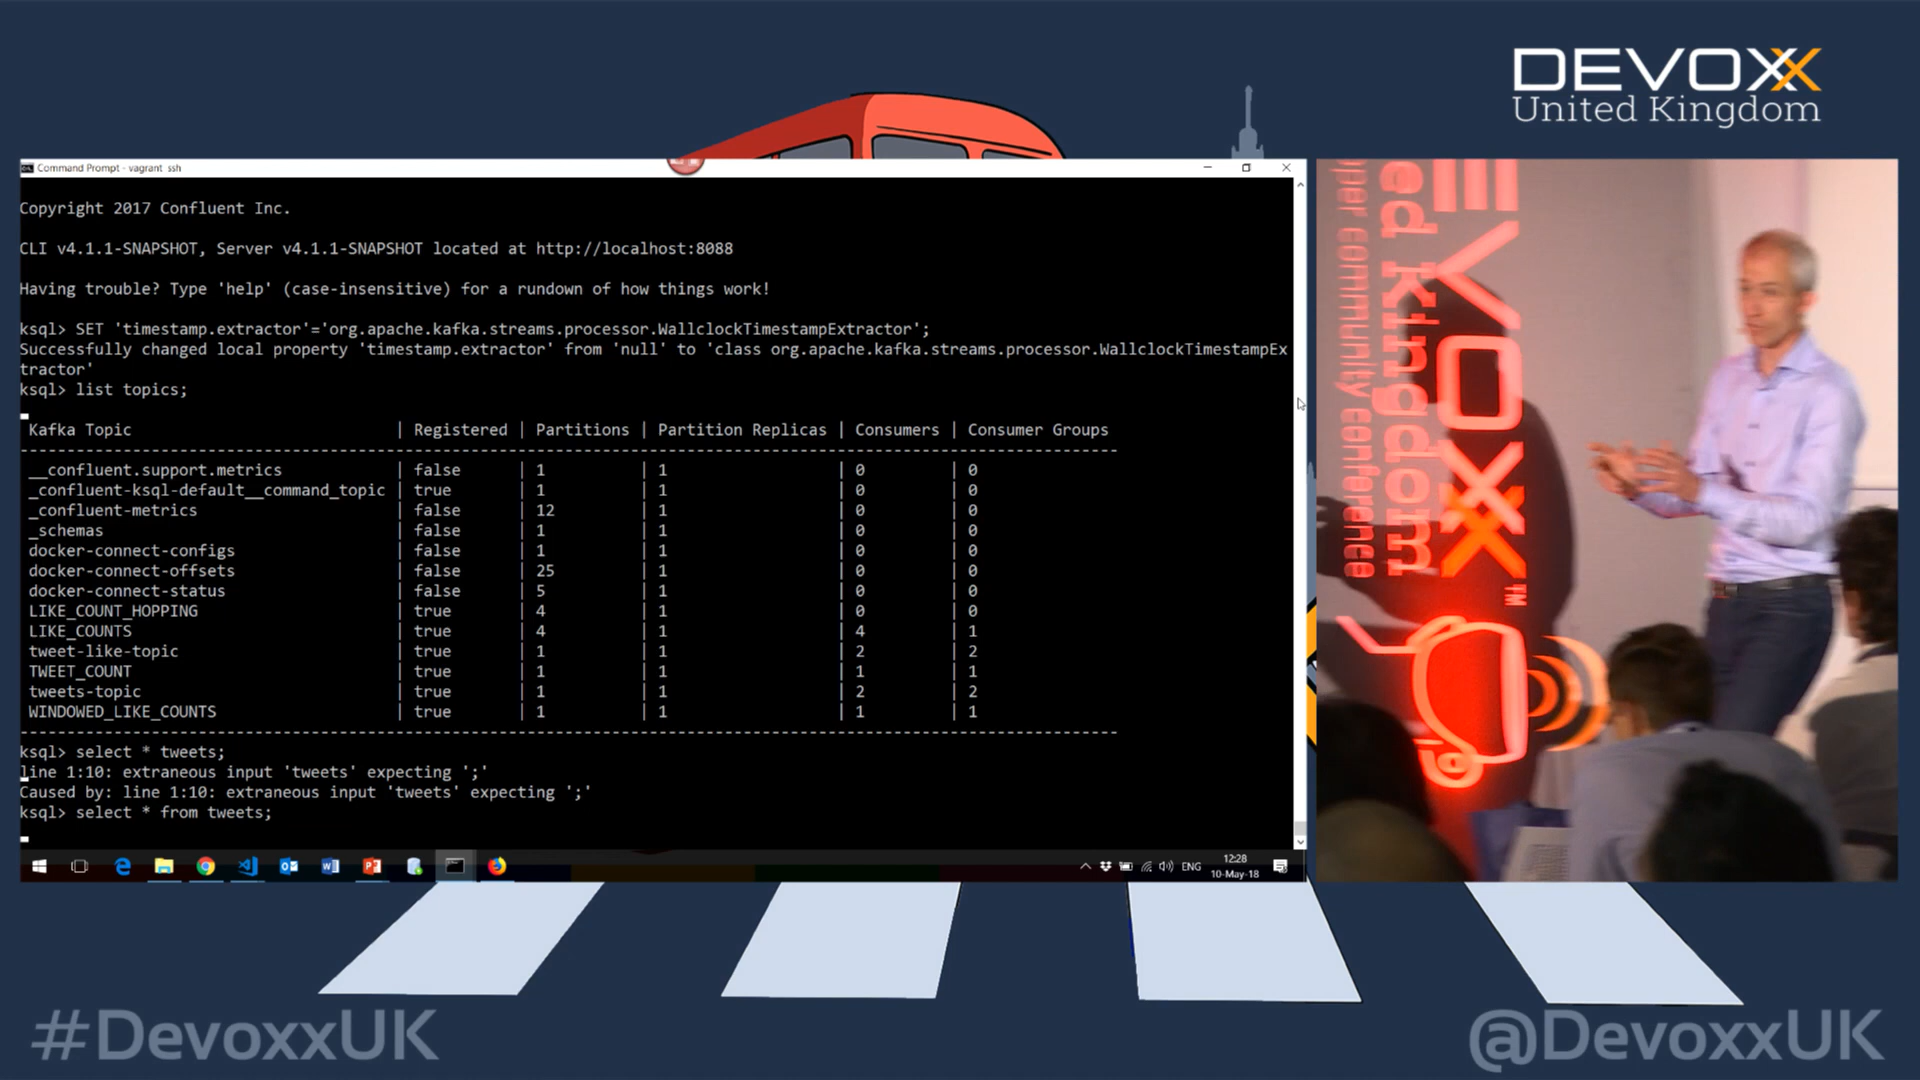 DEVOXX
United Kingdom
Command Prompt - vagrant ssh
Copyright 2017 Confluent Inc.
CLI v4.1.1-SNAPSHOT, Server v4.1.1-SNAPSHOT located at http://localhost:8088
Having trouble? Type 'help' (case-insensitive) for a rundown of how things work!
ksql> SET 'timestamp.extractor'='org.apache.kafka.streams.processor.WallclockTimestampExtractor';
Successfully changed local property 'timestamp.extractor' from 'null' to 'class org.apache.kafka.streams.processor.WallclockTimestampEx
tractor'
ksql> list topics;
Kafka Topic | Registered | Partitions | Partition Replicas | Consumers | Consumer Groups
__confluent.support.metrics | false | 1 | 1 | 0 | 0
_confluent-ksql-default__command_topic | true | 1 | 1 | 0 | 0
_confluent-metrics | false | 12 | 1 | 0 | 0
_schemas | false | 1 | 1 | 0 | 0
docker-connect-configs | false | 1 | 1 | 0 | 0
docker-connect-offsets | false | 25 | 1 | 0 | 0
docker-connect-status | false | 5 | 1 | 0 | 0
LIKE_COUNT_HOPPING | true | 4 | 1 | 0 | 0
LIKE_COUNTS | true | 4 | 1 | 4 | 1
tweet-like-topic | true | 1 | 1 | 2 | 2
TWEET_COUNT | true | 1 | 1 | 1 | 1
tweets-topic | true | 1 | 1 | 2 | 2
WINDOWED_LIKE_COUNTS | true | 1 | 1 | 1 | 1
ksql> select * tweets;
line 1:10: extraneous input 'tweets' expecting ';'
Caused by: line 1:10: extraneous input 'tweets' expecting ';'
ksql> select * from tweets;
ENG
12:28
10-May-18
EVOXX™
ed Kingdom
oper community conference
#DevoxxUK
@DevoxxUK